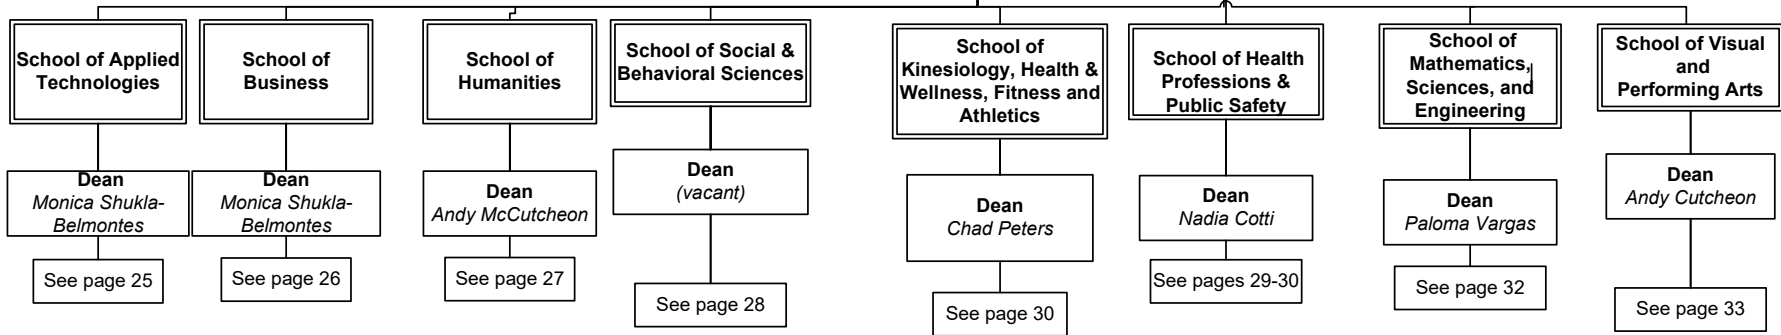 School of Applied
Technologies
Dean
Monica Shukla-
Belmontes
See page 25
School of
Business
Dean
Monica Shukla-
Belmontes
See page 26
School of
Humanities
Dean
Andy McCutcheon
See page 27
School of Social &
Behavioral Sciences
Dean
(vacant)
See page 28
School of
Kinesiology, Health &
Wellness, Fitness and
Athletics
Dean
Chad Peters
See page 30
School of Health
Professions &
Public Safety
Dean
Nadia Cotti
See pages 29-30
School of
Mathematics,
Sciences, and
Engineering
Dean
Paloma Vargas
See page 32
School of Visual
and
Performing Arts
Dean
Andy Cutcheon
See page 33